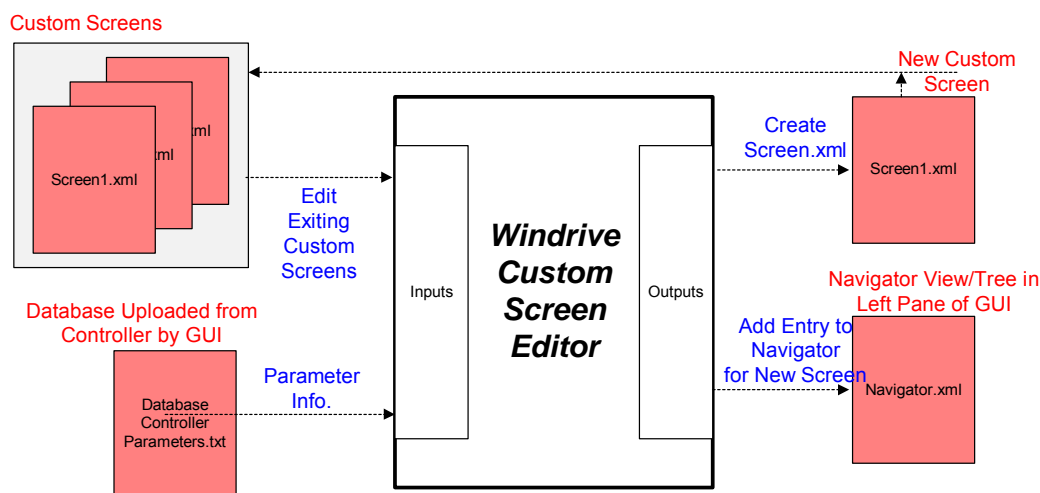 Custom Screens
Screen1.xml
xml
xml
Edit
Exiting
Custom
Screens
Database Uploaded from
Controller by GUI
Database
Controller
Parameters.txt
Parameter
Info.
Inputs
Windrive
Custom
Screen
Editor
Outputs
Create
Screen.xml
New Custom
Screen
Screen1.xml
Add Entry to
Navigator
for New Screen
Navigator View/Tree in
Left Pane of GUI
Navigator.xml